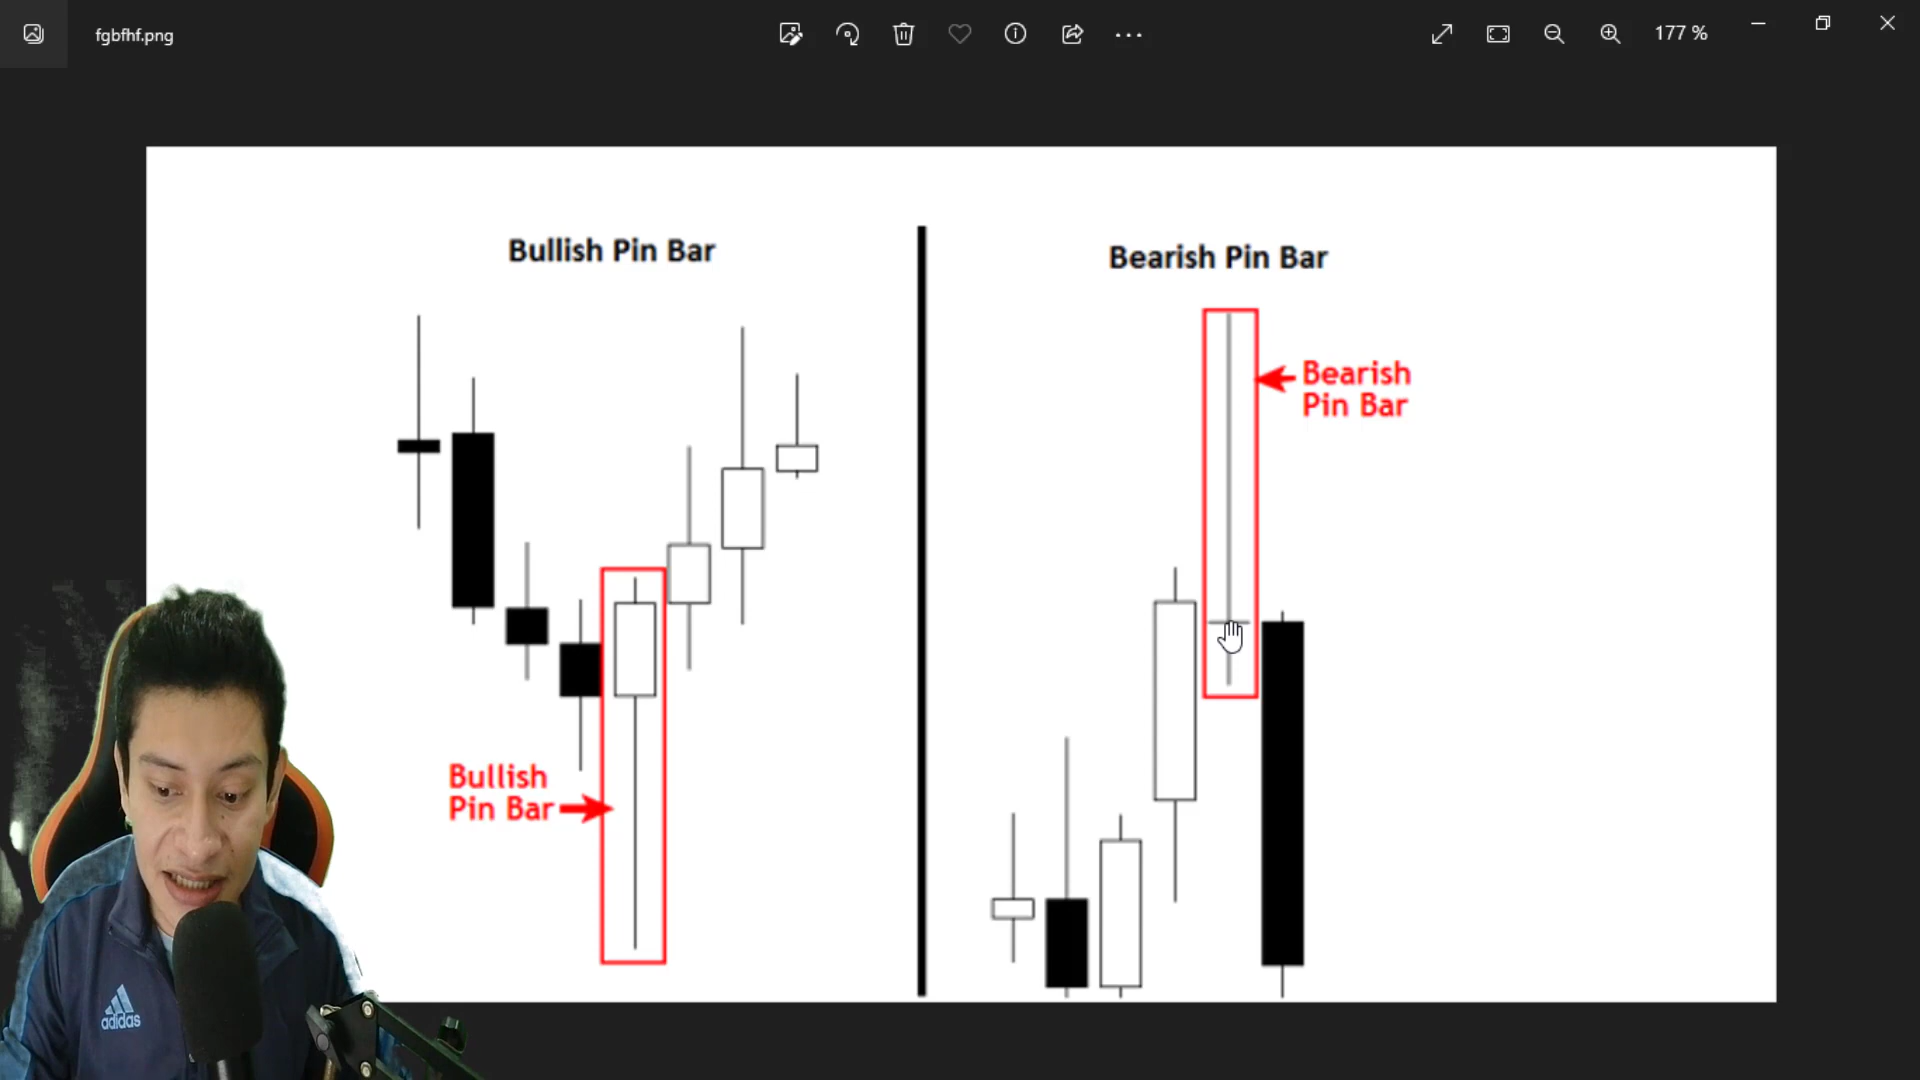 fgbfhf.png
177 %
Bullish Pin Bar
Bearish Pin Bar
Bearish
Pin Bar
Bullish
Pin Bar
adidas